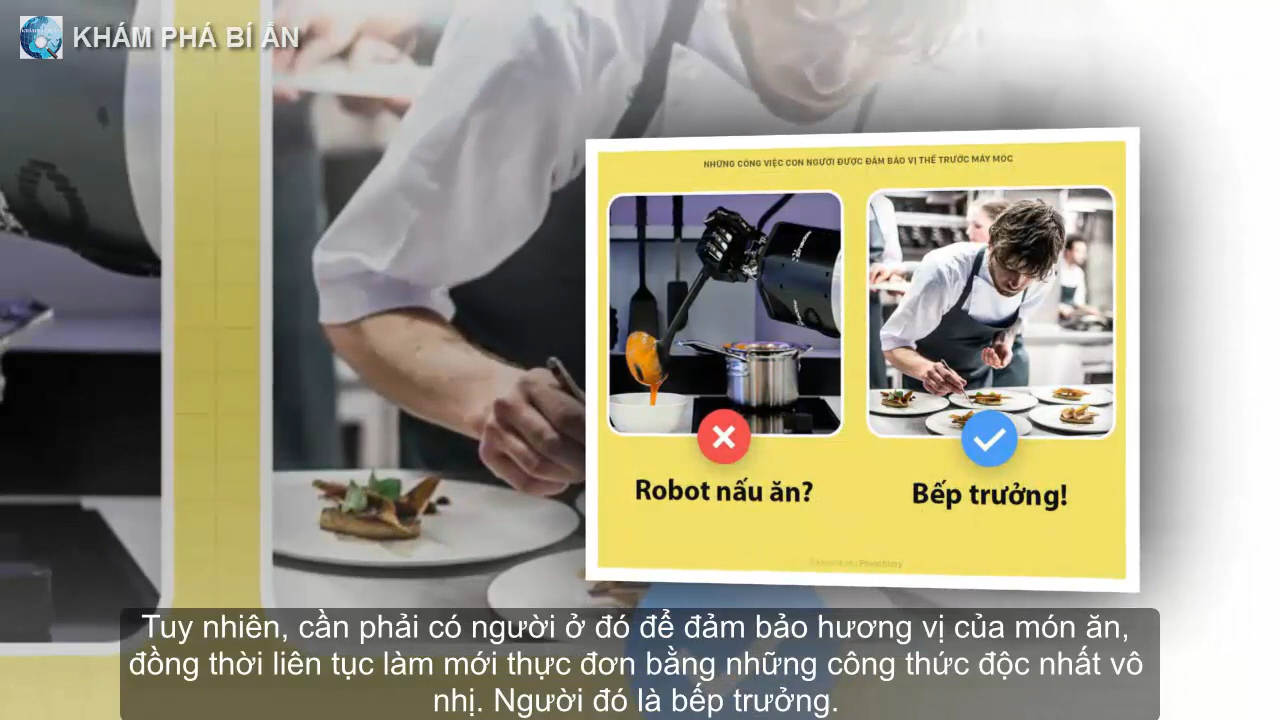 KHÁM PHÁ BÍ ẨN
NHỮNG CÔNG VIỆC CON NGƯỜI ĐƯỢC ĐẢM BẢO VỊ THẾ TRƯỚC MÁY MÓC
Robot nấu ăn?
Bếp trưởng!
Tuy nhiên, cần phải có người ở đó để đảm bảo hương vị của món ăn,
đồng thời liên tục làm mới thực đơn bằng những công thức độc nhất vô
nhị. Người đó là bếp trưởng.